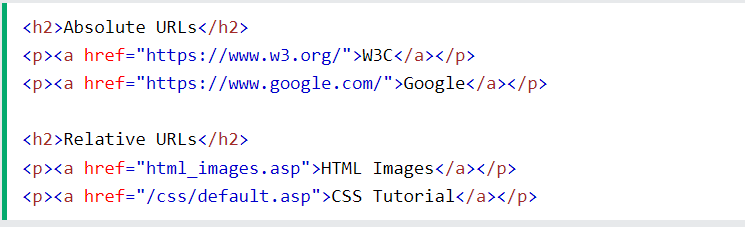 <h2>Absolute URLs</h2>
<p><a href="https://www.w3.org/">W3C</a></p>
<p><a href="https://www.google.com/">Google</a></p>
<h2>Relative URLs</h2>
<p><a href="html_images.asp">HTML Images</a></p>
<p><a href="/css/default.asp">CSS Tutorial</a></p>